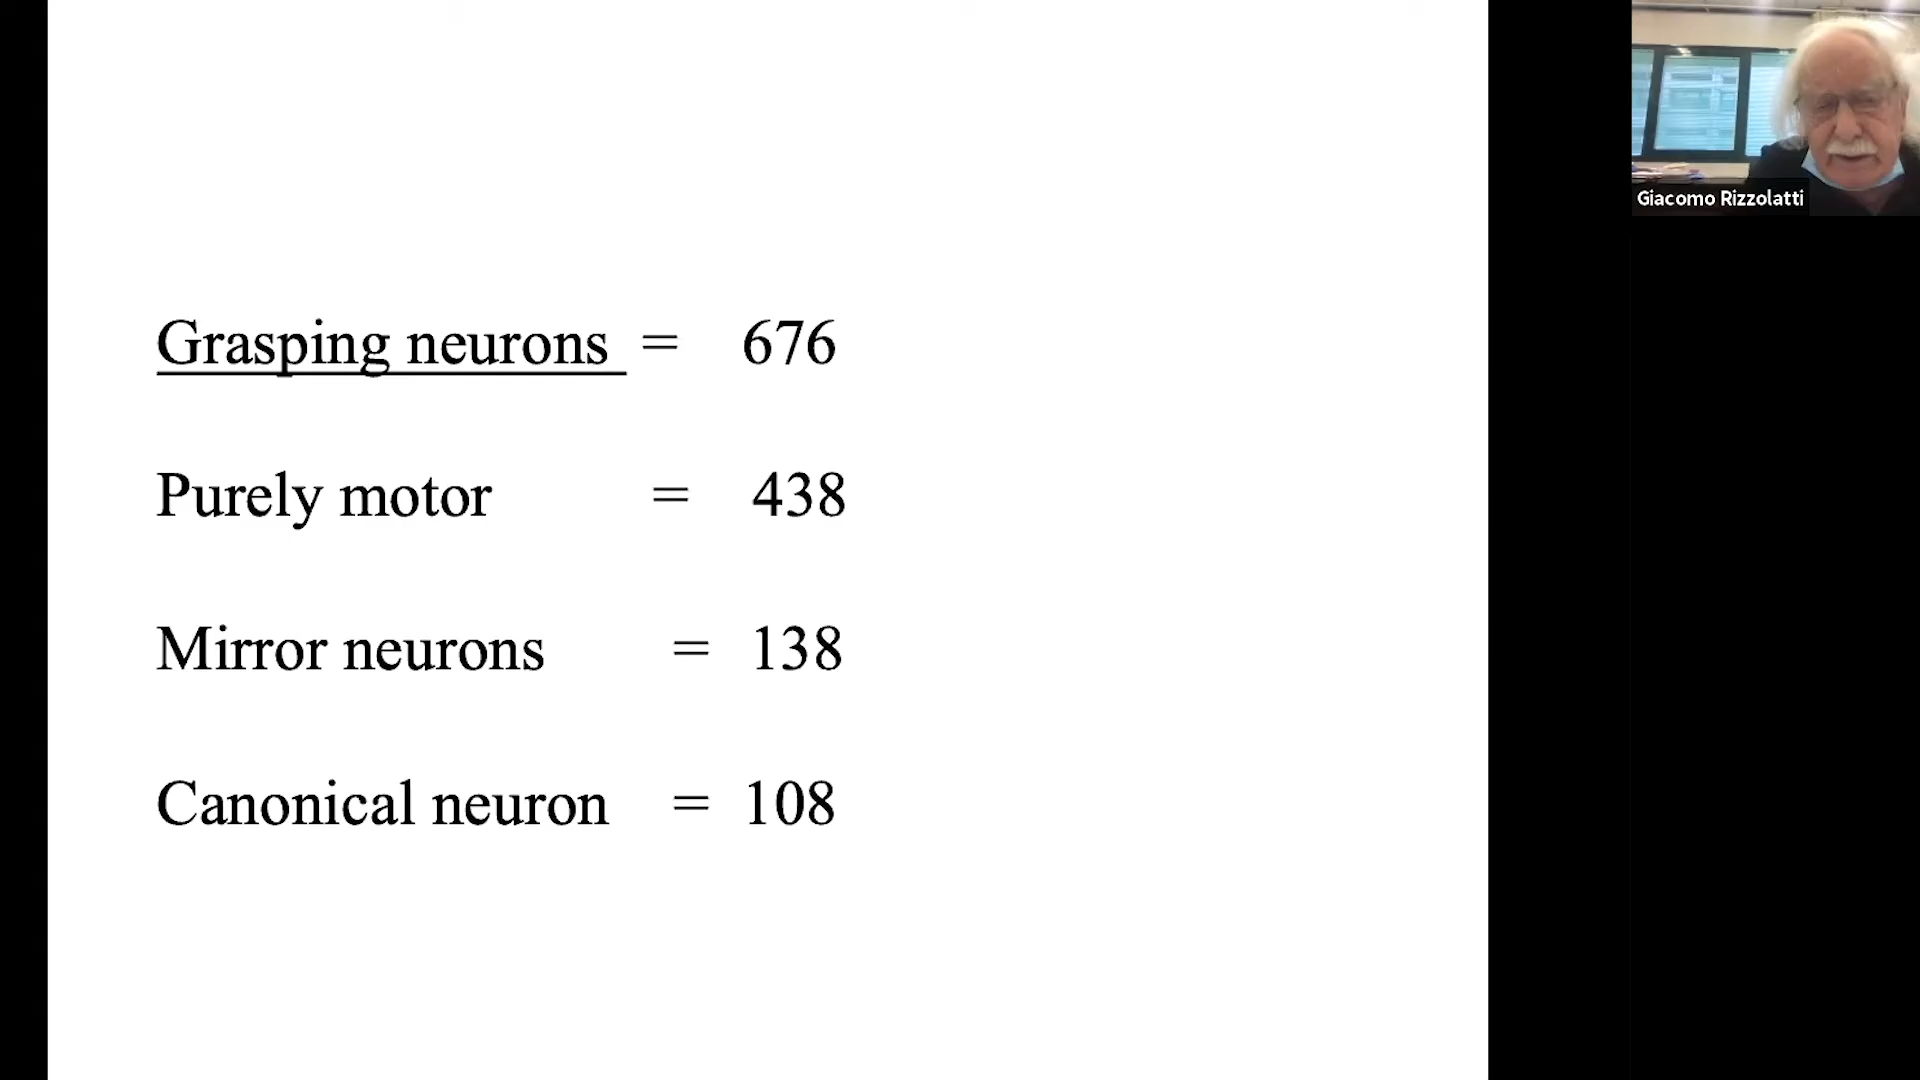 Grasping neurons = 676
Purely motor = 438
Mirror neurons = 138
Canonical neuron = 108
Giacomo Rizzolatti